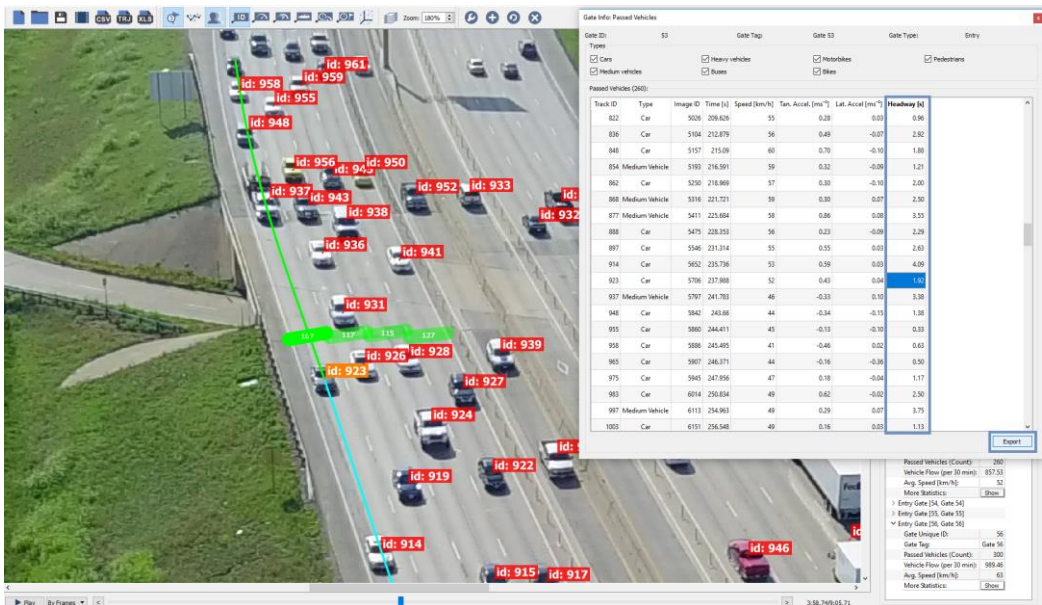 CSV TRJ XLS ID Zoom: 180%
Gate Info: Passed Vehicles
Gate ID: 53 Gate Tag: Gate 53 Gate Type: Entry
Types
Cars Heavy vehicles Motorbikes Pedestrians
Medium vehicles Buses Bikes
Passed Vehicles (260):
Track ID Type Image ID Time [s] Speed [km/h] Tan. Accel. [ms⁻²] Lat. Accel [ms⁻²] Headway [s]
822 Car 5026 209.626 55 0.28 0.03 0.96
836 Car 5104 212.879 56 0.49 -0.07 2.92
848 Car 5157 215.09 60 0.70 -0.10 1.88
854 Medium Vehicle 5193 216.591 59 0.32 -0.09 1.21
862 Car 5250 218.969 57 0.30 -0.10 2.00
868 Medium Vehicle 5316 221.721 59 0.30 0.07 2.50
877 Medium Vehicle 5411 225.684 58 0.86 0.08 3.55
888 Car 5475 228.353 56 0.23 -0.09 2.29
897 Car 5546 231.314 55 0.55 0.03 2.63
914 Car 5652 235.736 53 0.59 0.03 4.09
923 Car 5706 237.988 52 0.43 0.04 1.92
937 Medium Vehicle 5797 241.783 46 -0.33 0.10 3.38
948 Car 5842 243.66 44 -0.34 -0.15 1.38
955 Car 5860 244.411 45 -0.13 -0.10 0.33
958 Car 5886 245.495 41 -0.46 0.02 0.63
965 Car 5907 246.371 44 -0.16 -0.36 0.50
975 Car 5945 247.956 47 0.18 -0.04 1.17
983 Car 6014 250.834 49 0.62 -0.02 2.50
997 Medium Vehicle 6113 254.963 49 0.29 0.07 3.75
1003 Car 6151 256.548 49 0.16 0.03 1.13
Export
id: 961
id: 959
id: 958
id: 955
id: 948
id: 956
id: 950
id: 937
id: 943
id: 952
id: 933
id: 938
id: 932
id: 936
id: 941
id: 931
117 115 127
id: 926
id: 928
id: 939
id: 923
id: 927
id: 924
id: 922
id: 919
id: 914
id: 946
id: 915
id: 917
Passed Vehicles (Count): 260
Vehicle Flow (per 30 min): 857.53
Avg. Speed [km/h]: 52
More Statistics: Show
Entry Gate [54, Gate 54]
Entry Gate [55, Gate 55]
Entry Gate [56, Gate 56]
Gate Unique ID: 56
Gate Tag: Gate 56
Passed Vehicles (Count): 300
Vehicle Flow (per 30 min): 989.46
Avg. Speed [km/h]: 63
More Statistics: Show
Play By Frames 3:58.74/9:05.71